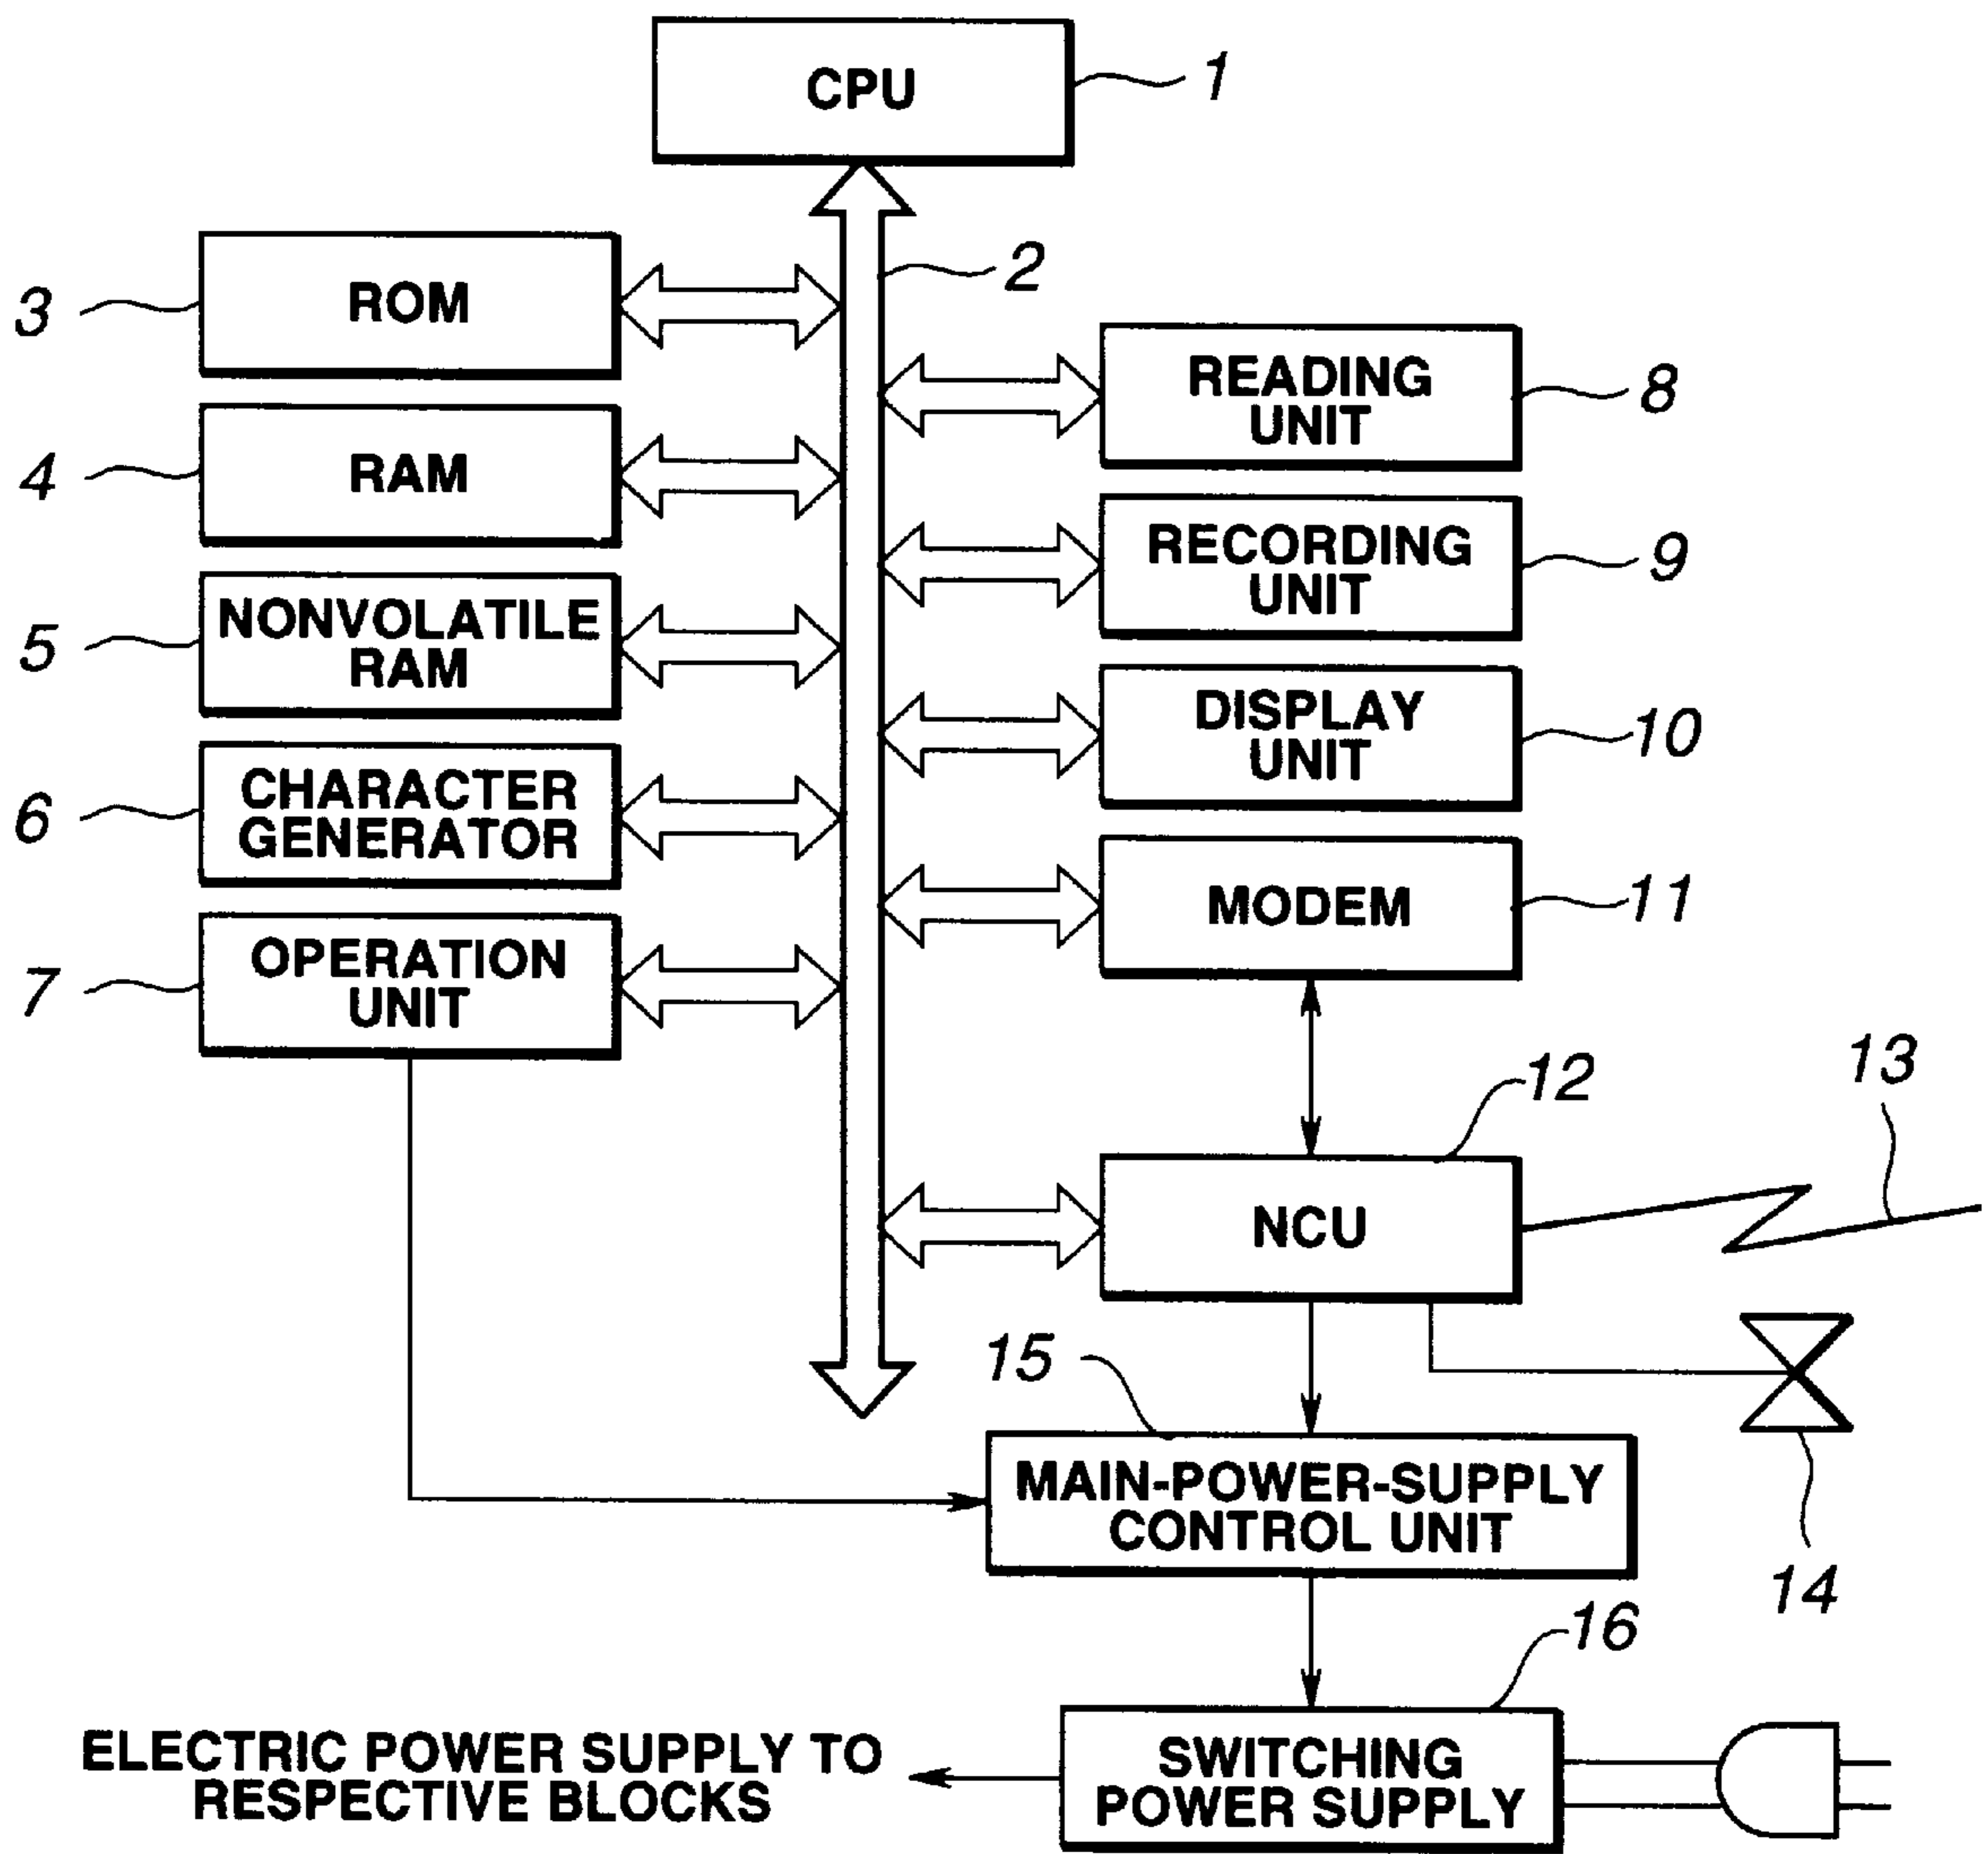 CPU
1
2
3
ROM
READING
UNIT
8
4
RAM
RECORDING
UNIT
9
5
NONVOLATILE
RAM
DISPLAY
UNIT
10
6
CHARACTER
GENERATOR
MODEM
11
7
OPERATION
UNIT
12
13
NCU
15
14
MAIN-POWER-SUPPLY
CONTROL UNIT
16
ELECTRIC POWER SUPPLY TO
RESPECTIVE BLOCKS
SWITCHING
POWER SUPPLY